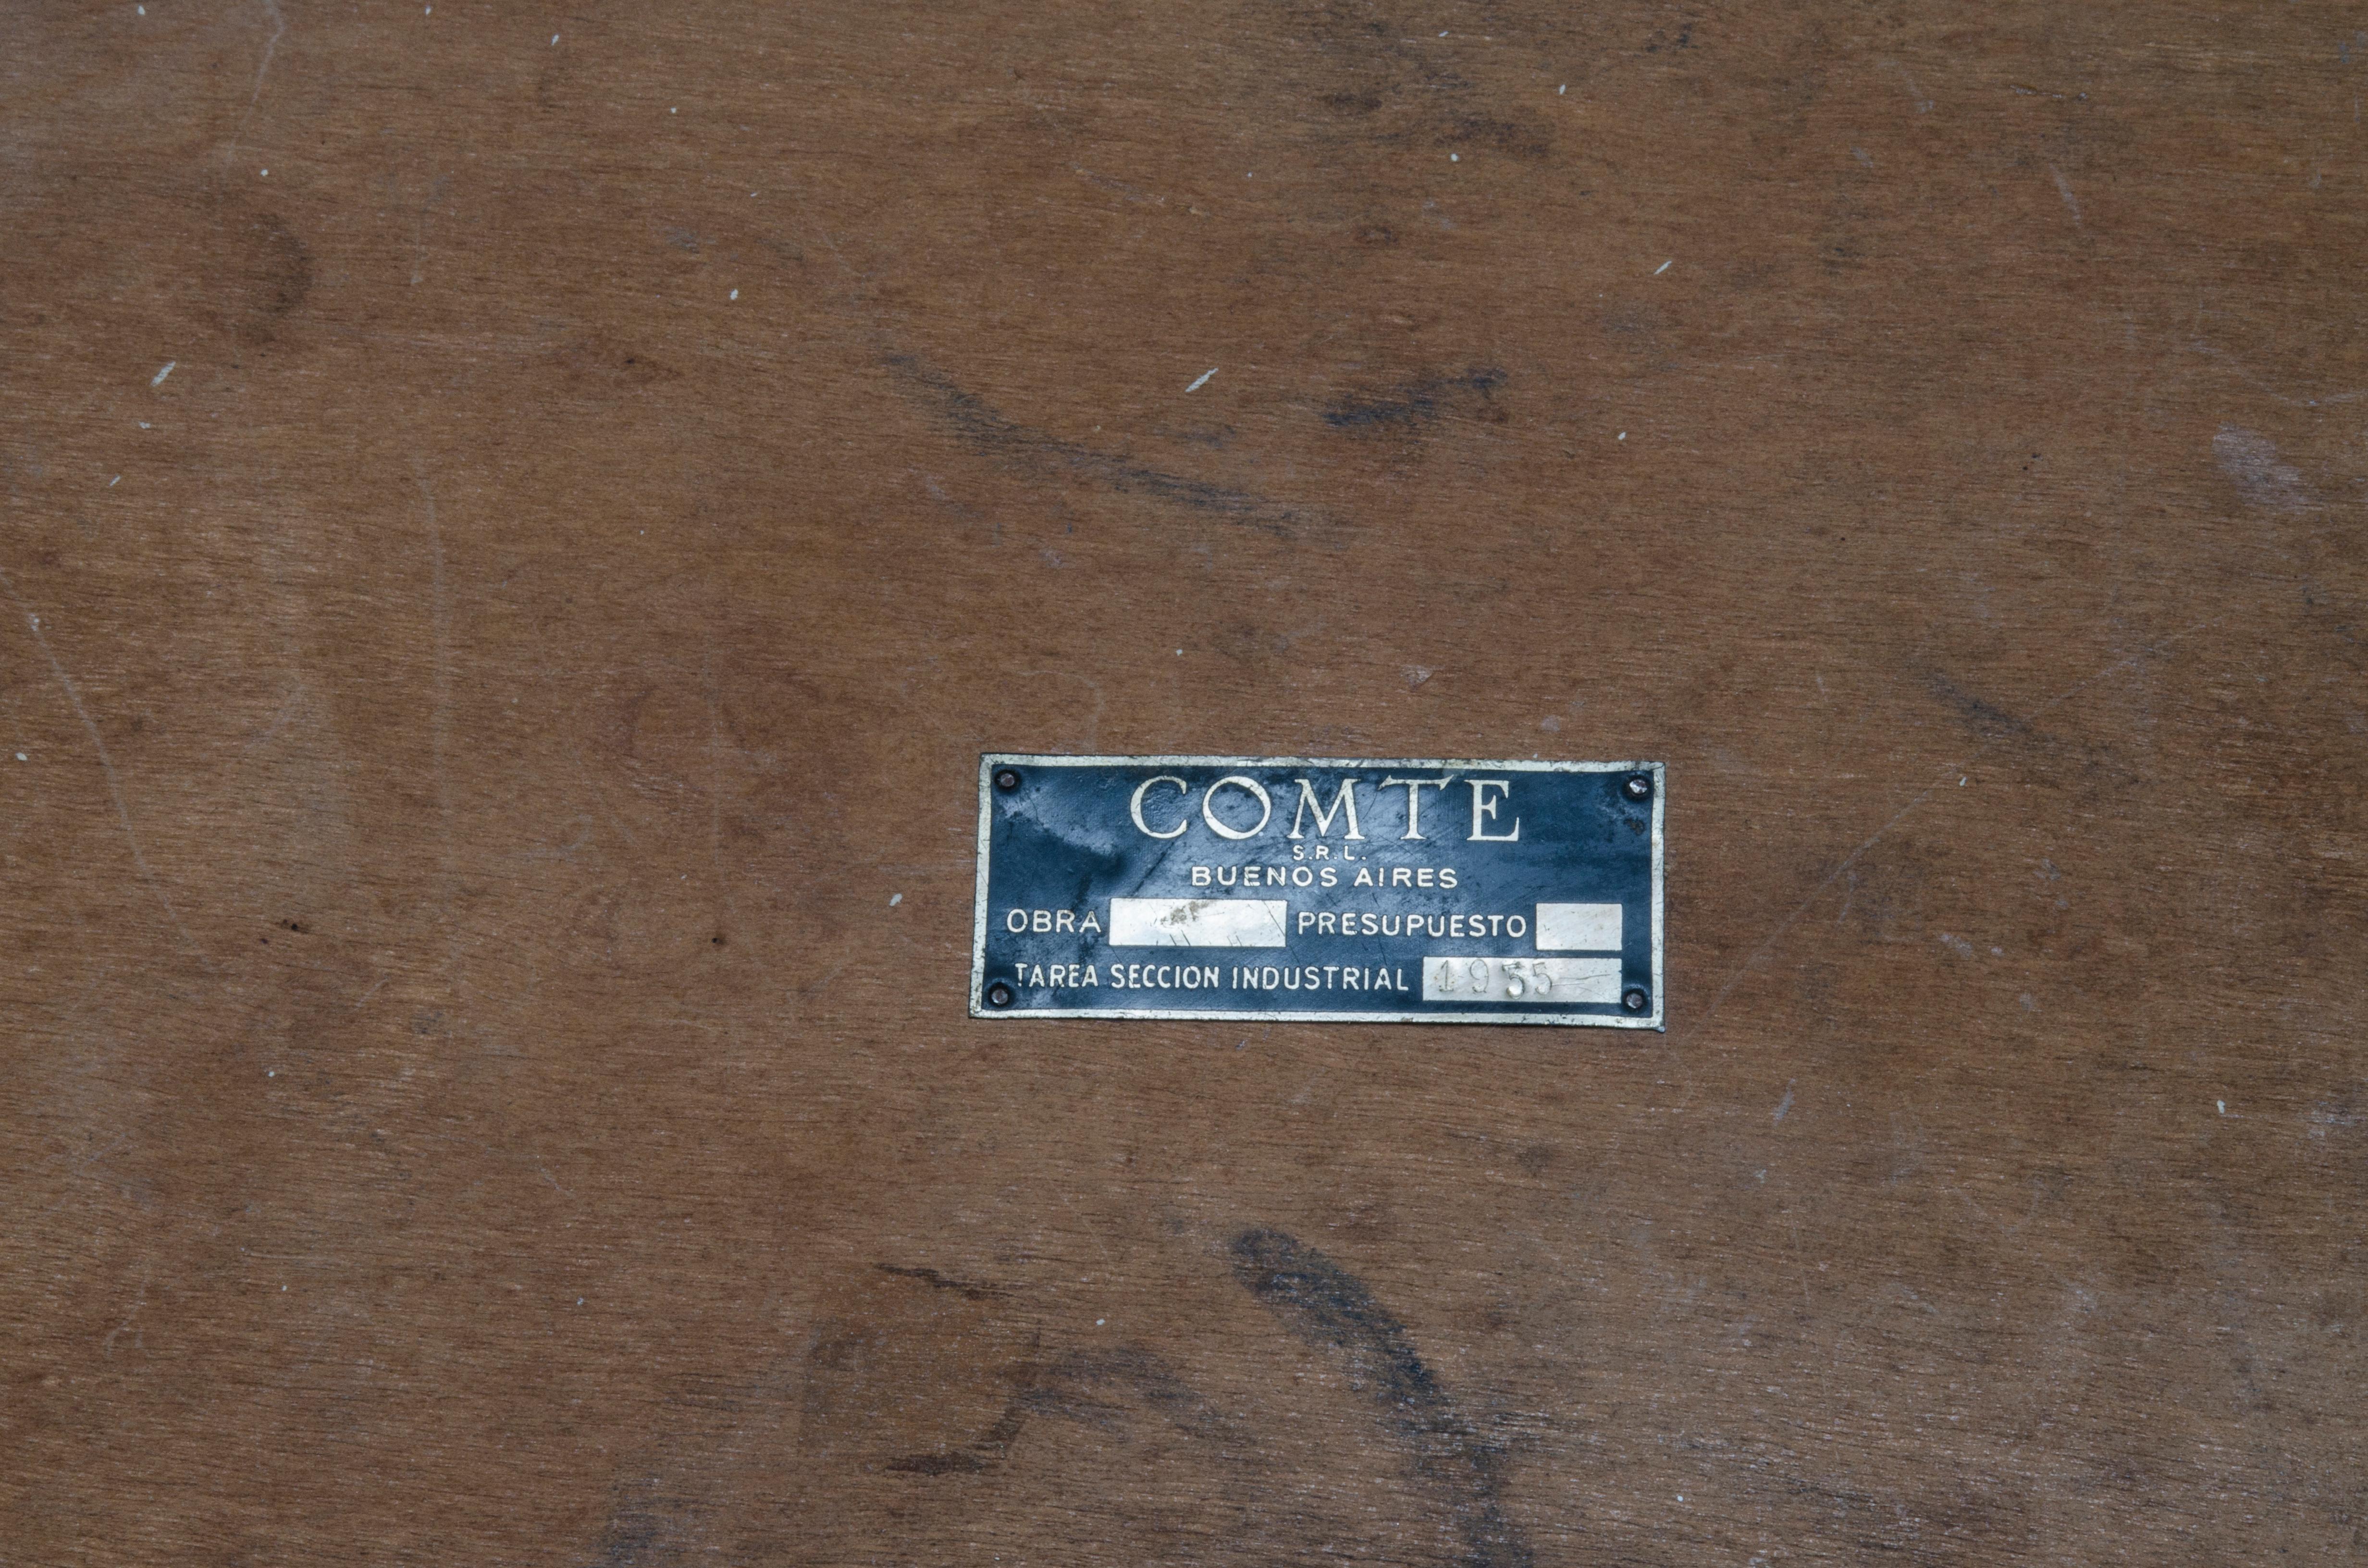 COMTE
S.R.L.
BUENOS AIRES
OBRA PRESUPUESTO
TAREA SECCION INDUSTRIAL 1955